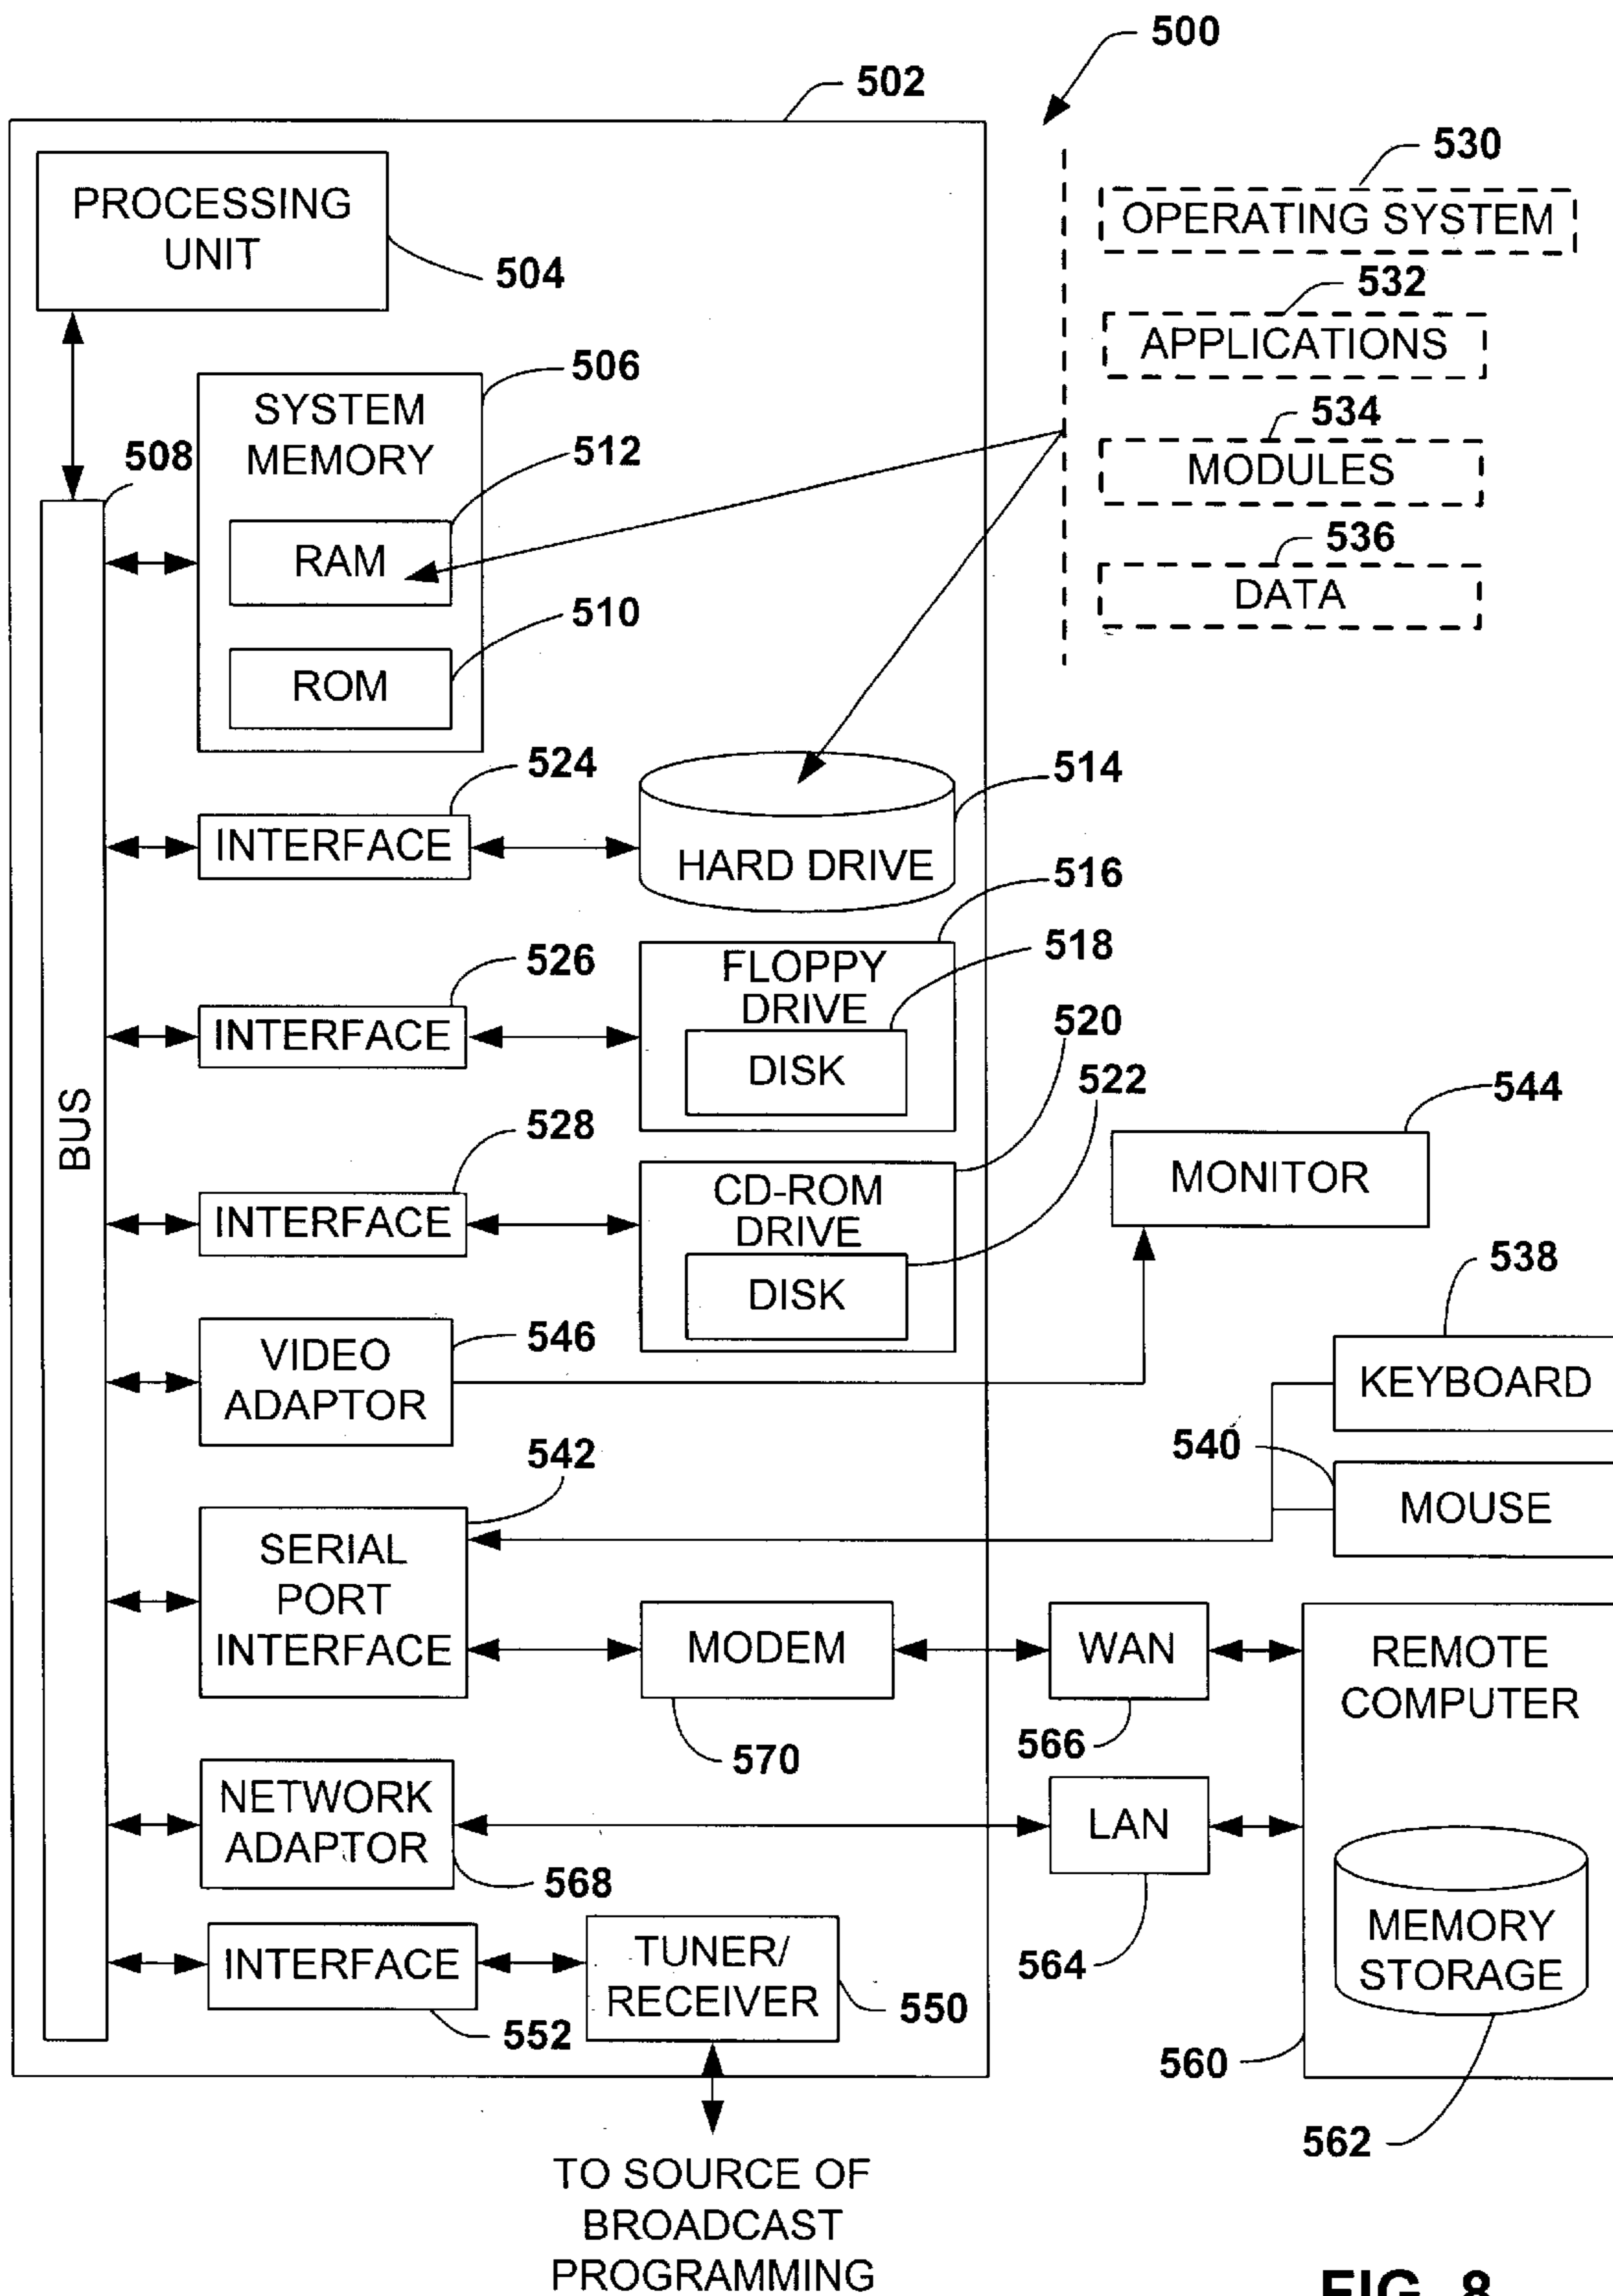 500
502
PROCESSING
UNIT
504
530
OPERATING SYSTEM
532
APPLICATIONS
534
MODULES
536
DATA
506
SYSTEM
MEMORY
508
512
RAM
510
ROM
524
INTERFACE
514
HARD DRIVE
516
526
INTERFACE
518
FLOPPY
DRIVE
DISK
520
522
BUS
528
INTERFACE
CD-ROM
DRIVE
DISK
544
MONITOR
546
VIDEO
ADAPTOR
538
KEYBOARD
540
MOUSE
542
SERIAL
PORT
INTERFACE
MODEM
570
WAN
566
REMOTE
COMPUTER
NETWORK
ADAPTOR
568
LAN
564
MEMORY
STORAGE
INTERFACE
552
TUNER/
RECEIVER
550
560
562
TO SOURCE OF
BROADCAST
PROGRAMMING
FIG. 8